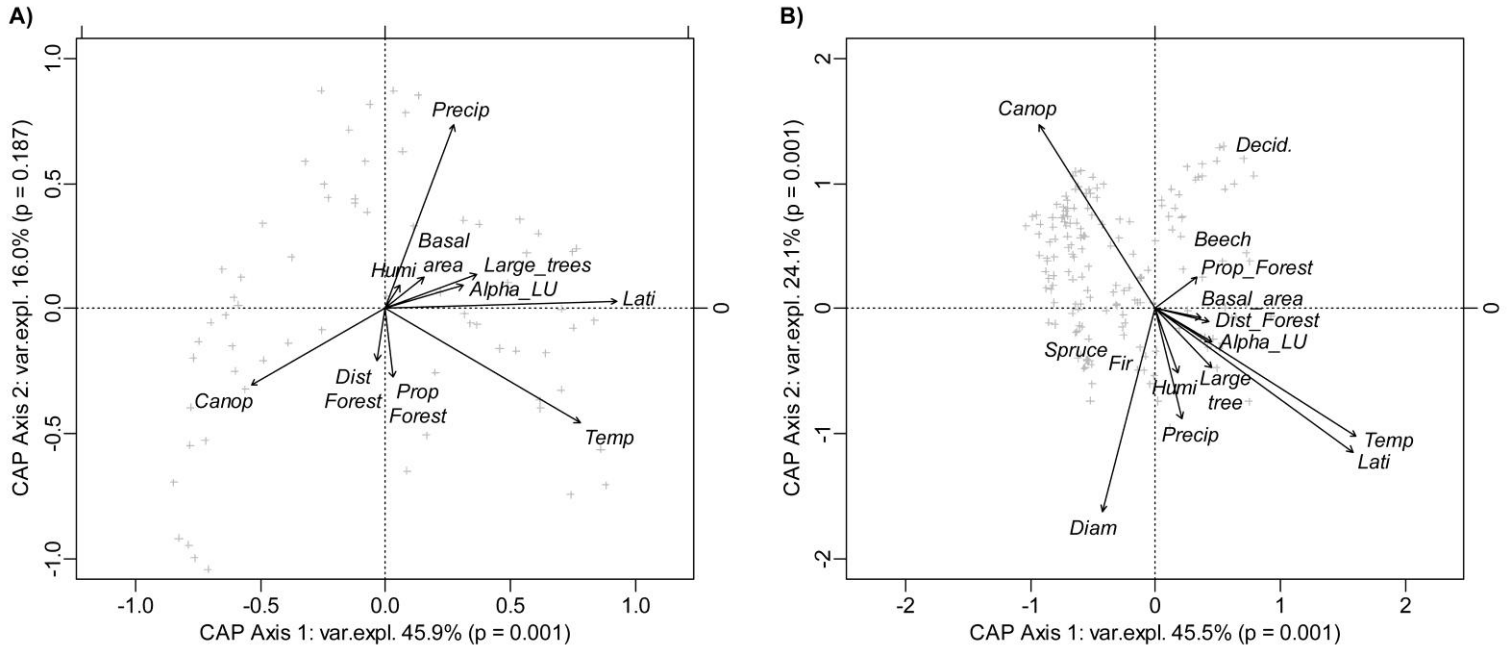 A)
CAP Axis 2: var.expl. 16.0% (p = 0.187)
1.0
0.5
0.0
-0.5
-1.0
Precip
Basal
area
Humi
Large_trees
Alpha_LU
Lati
0
Canop
Dist
Forest
Prop
Forest
Temp
-1.0 -0.5 0.0 0.5 1.0
CAP Axis 1: var.expl. 45.9% (p = 0.001)
B)
CAP Axis 2: var.expl. 24.1% (p = 0.001)
2
1
0
-1
-2
Canop
Decid.
Beech
Prop_Forest
Basal_area
Dist_Forest
Alpha_LU
0
Spruce
Fir
Humi
Large
tree
Precip
Temp
Lati
Diam
-2 -1 0 1 2
CAP Axis 1: var.expl. 45.5% (p = 0.001)